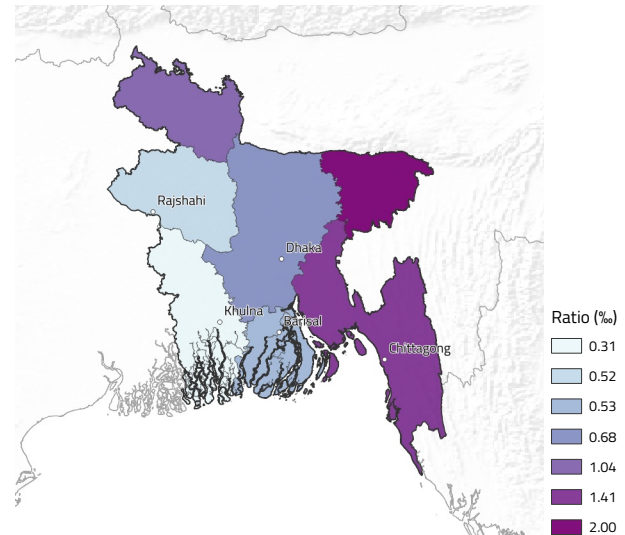 Rajshahi
Dhaka
Khulna
Barisal
Chittagong
Ratio (‰)
0.31
0.52
0.53
0.68
1.04
1.41
2.00